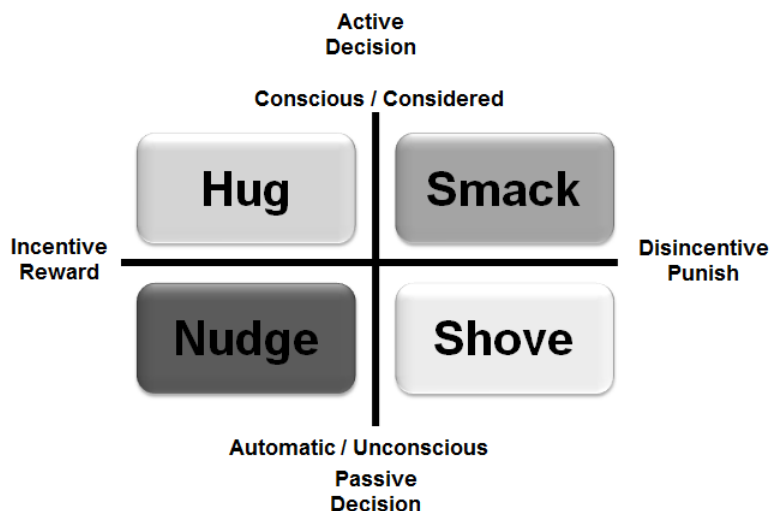 Active
Decision
Conscious / Considered
Hug
Smack
Incentive
Reward
Disincentive
Punish
Nudge
Shove
Automatic / Unconscious
Passive
Decision